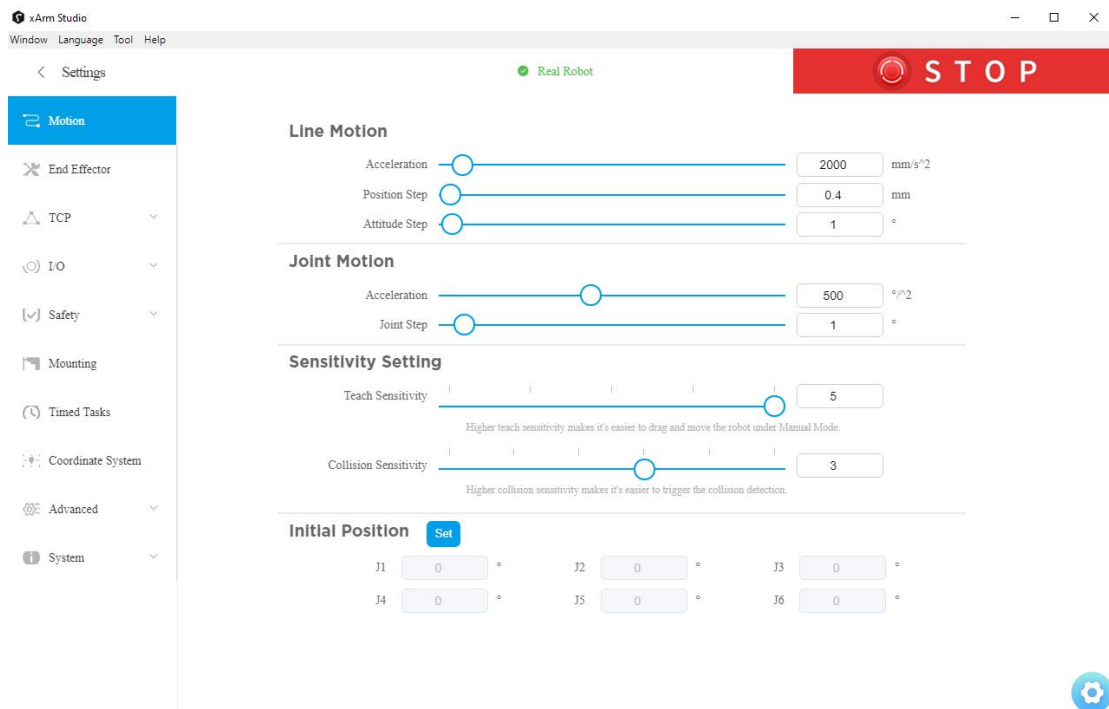 xArm Studio
Window Language Tool Help
Settings
Real Robot
STOP
Motion
End Effector
TCP
I/O
Safety
Mounting
Timed Tasks
Coordinate System
Advanced
System
Line Motion
Acceleration 2000 mm/s^2
Position Step 0.4 mm
Attitude Step 1 °
Joint Motion
Acceleration 500 °/^2
Joint Step 1 °
Sensitivity Setting
Teach Sensitivity 5
Higher teach sensitivity makes it's easier to drag and move the robot under Manual Mode.
Collision Sensitivity 3
Higher collision sensitivity makes it's easier to trigger the collision detection.
Initial Position Set
J1 0 ° J2 0 ° J3 0 °
J4 0 ° J5 0 ° J6 0 °